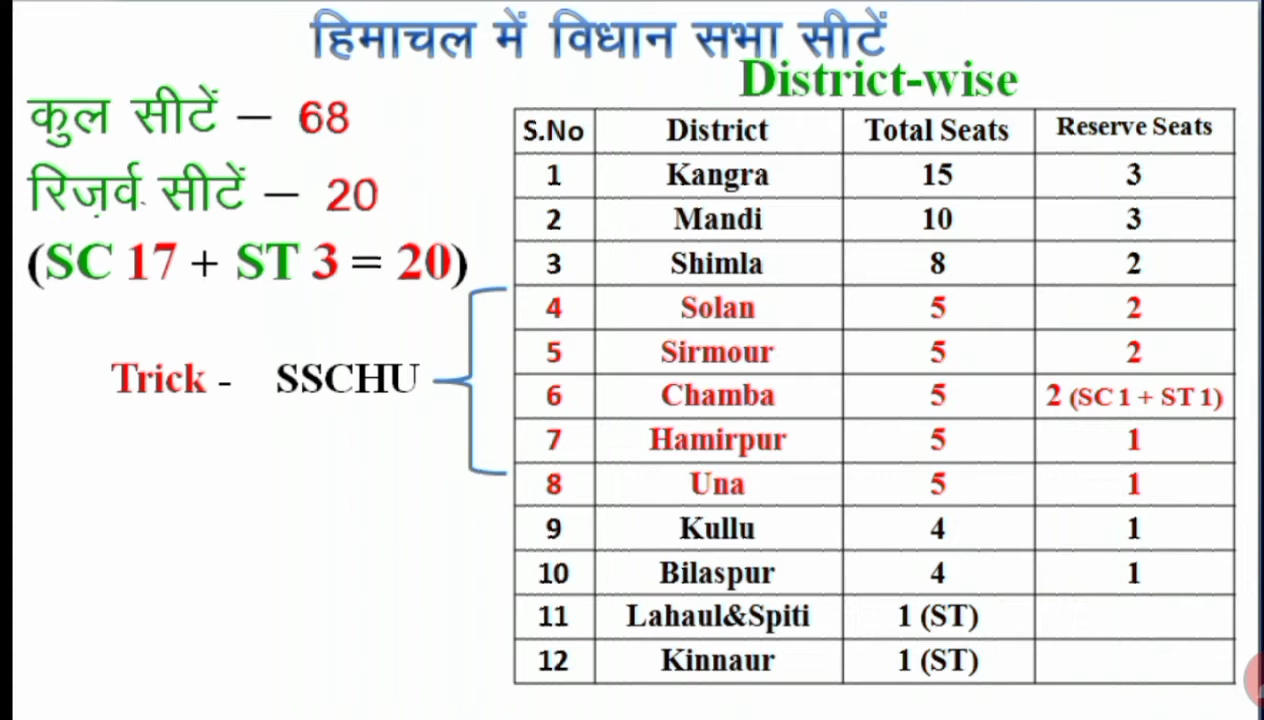 हिमाचल में विधान सभा सीटें
District-wise
कुल सीटें – 68
रिज़र्व सीटें – 20
(SC 17 + ST 3 = 20)
Trick - SSCHU
S.No District Total Seats Reserve Seats
1 Kangra 15 3
2 Mandi 10 3
3 Shimla 8 2
4 Solan 5 2
5 Sirmour 5 2
6 Chamba 5 2 (SC 1 + ST 1)
7 Hamirpur 5 1
8 Una 5 1
9 Kullu 4 1
10 Bilaspur 4 1
11 Lahaul&Spiti 1 (ST)
12 Kinnaur 1 (ST)